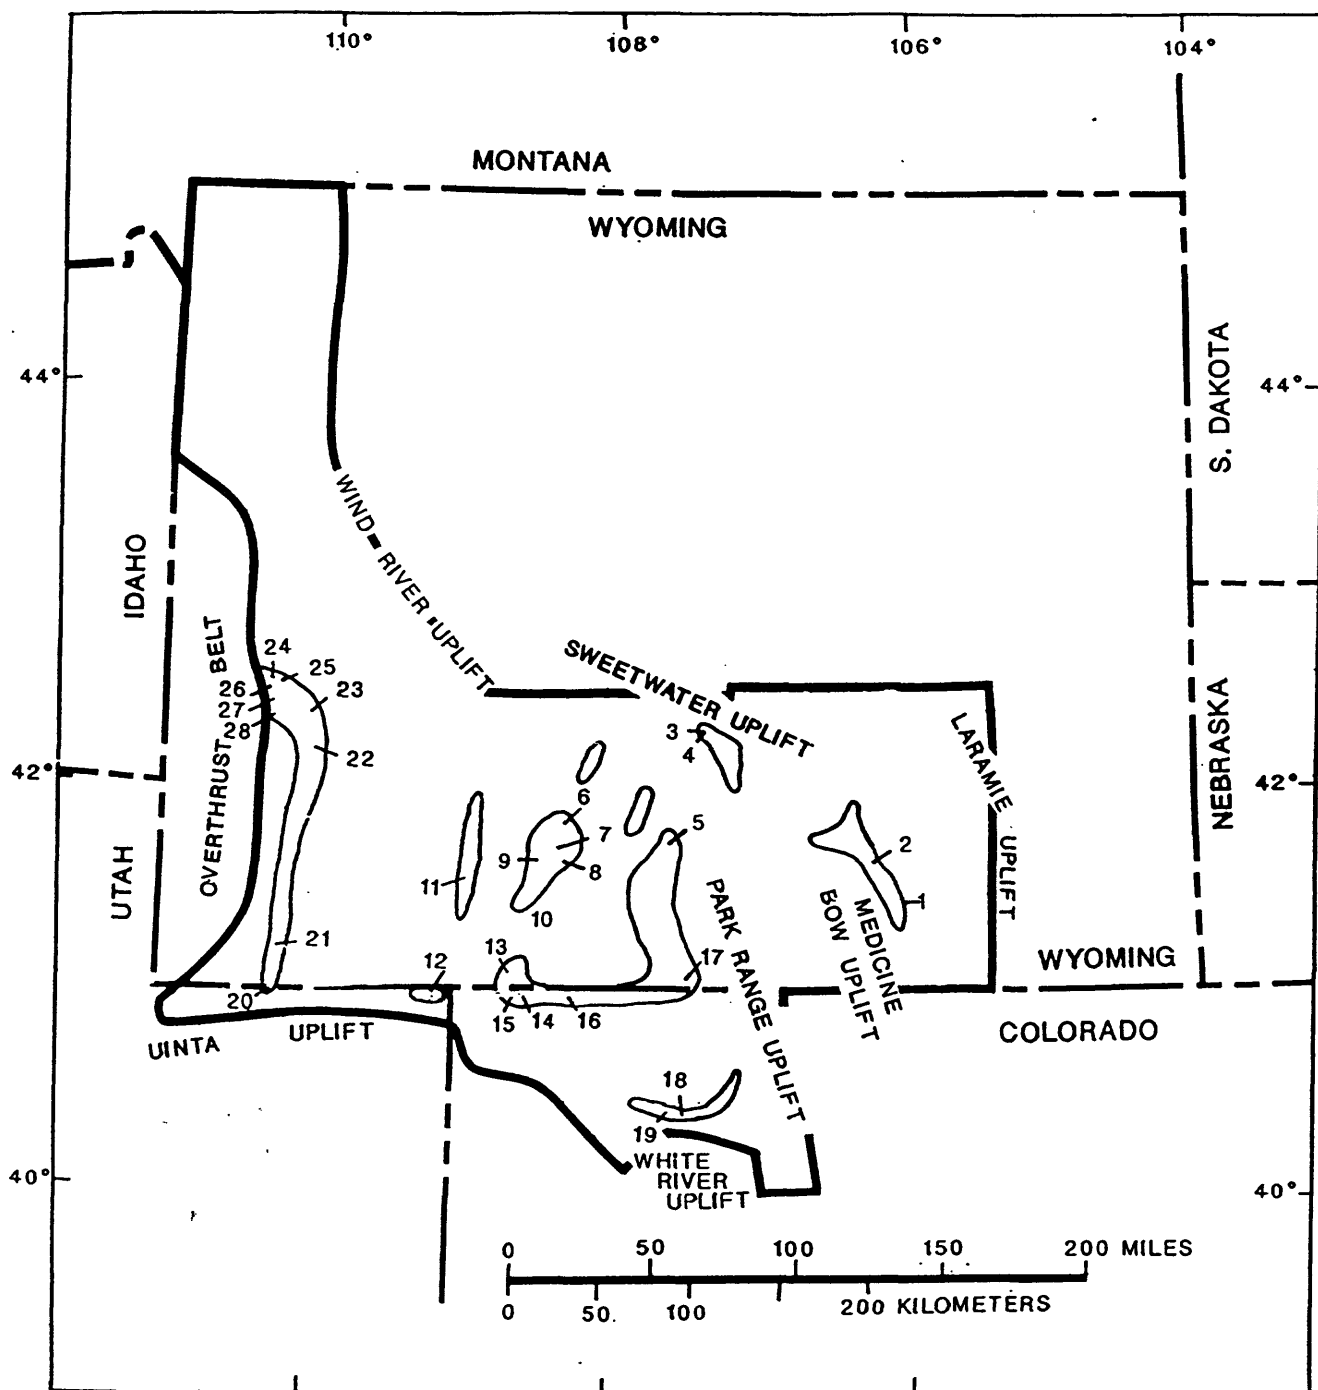 110°
108°
106°
104°
MONTANA
WYOMING
44°
44°
S. DAKOTA
IDAHO
WIND RIVER UPLIFT
OVERTHRUST BELT
24
25
26
23
27
28
22
SWEETWATER UPLIFT
3
4
LARAMIE UPLIFT
NEBRASKA
42°
42°
UTAH
6
7
5
9
8
2
11
10
1
PARK RANGE UPLIFT
MEDICINE
BOW UPLIFT
21
13
17
12
WYOMING
20
15
14
16
COLORADO
UINTA UPLIFT
18
19
WHITE
RIVER
UPLIFT
40°
40°
0 50 100 150 200 MILES
0 50. 100 200 KILOMETERS